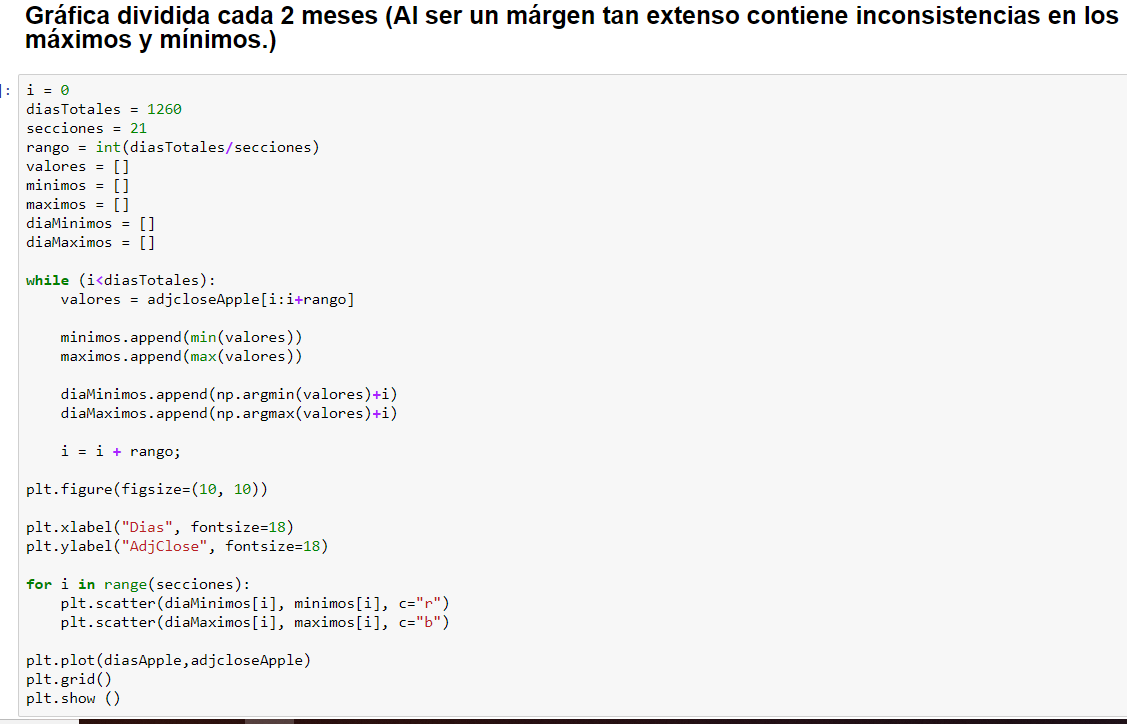 Gráfica dividida cada 2 meses (Al ser un márgen tan extenso contiene inconsistencias en los
máximos y mínimos.)
]:
i = 0
diasTotales = 1260
secciones = 21
rango = int(diasTotales/secciones)
valores = []
minimos = []
maximos = []
diaMinimos = []
diaMaximos = []
while (i<diasTotales):
    valores = adjcloseApple[i:i+rango]
    minimos.append(min(valores))
    maximos.append(max(valores))
    diaMinimos.append(np.argmin(valores)+i)
    diaMaximos.append(np.argmax(valores)+i)
    i = i + rango;
plt.figure(figsize=(10, 10))
plt.xlabel("Dias", fontsize=18)
plt.ylabel("AdjClose", fontsize=18)
for i in range(secciones):
    plt.scatter(diaMinimos[i], minimos[i], c="r")
    plt.scatter(diaMaximos[i], maximos[i], c="b")
plt.plot(diasApple,adjcloseApple)
plt.grid()
plt.show ()